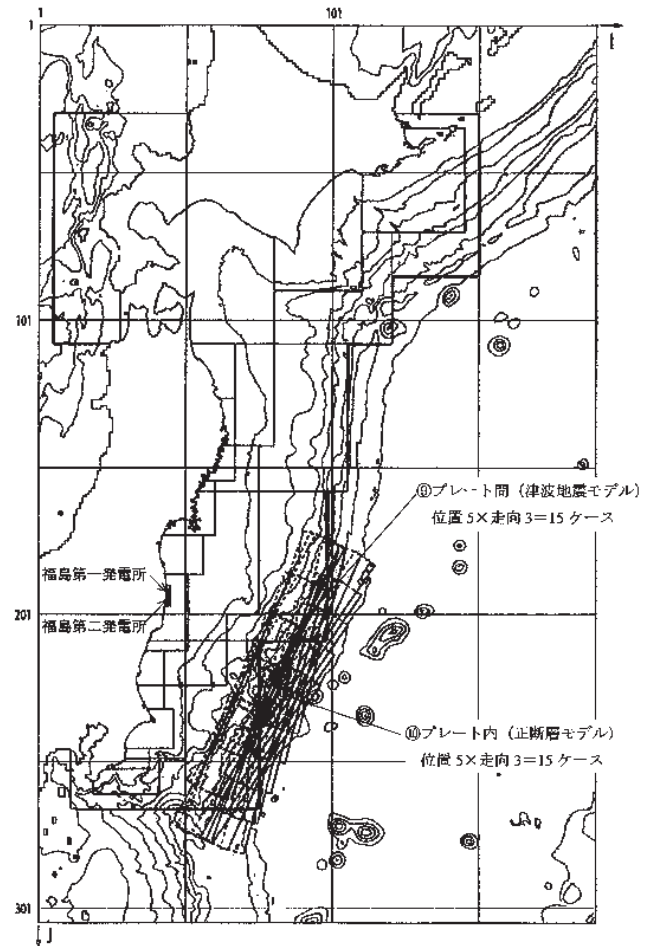 1
101
1
I
101
⑨プレート間（津波地震モデル）
位置 5×走向 3＝15 ケース
福島第一発電所
福島第二発電所
201
⑩プレート内（正断層モデル）
位置 5×走向 3＝15 ケース
301
J